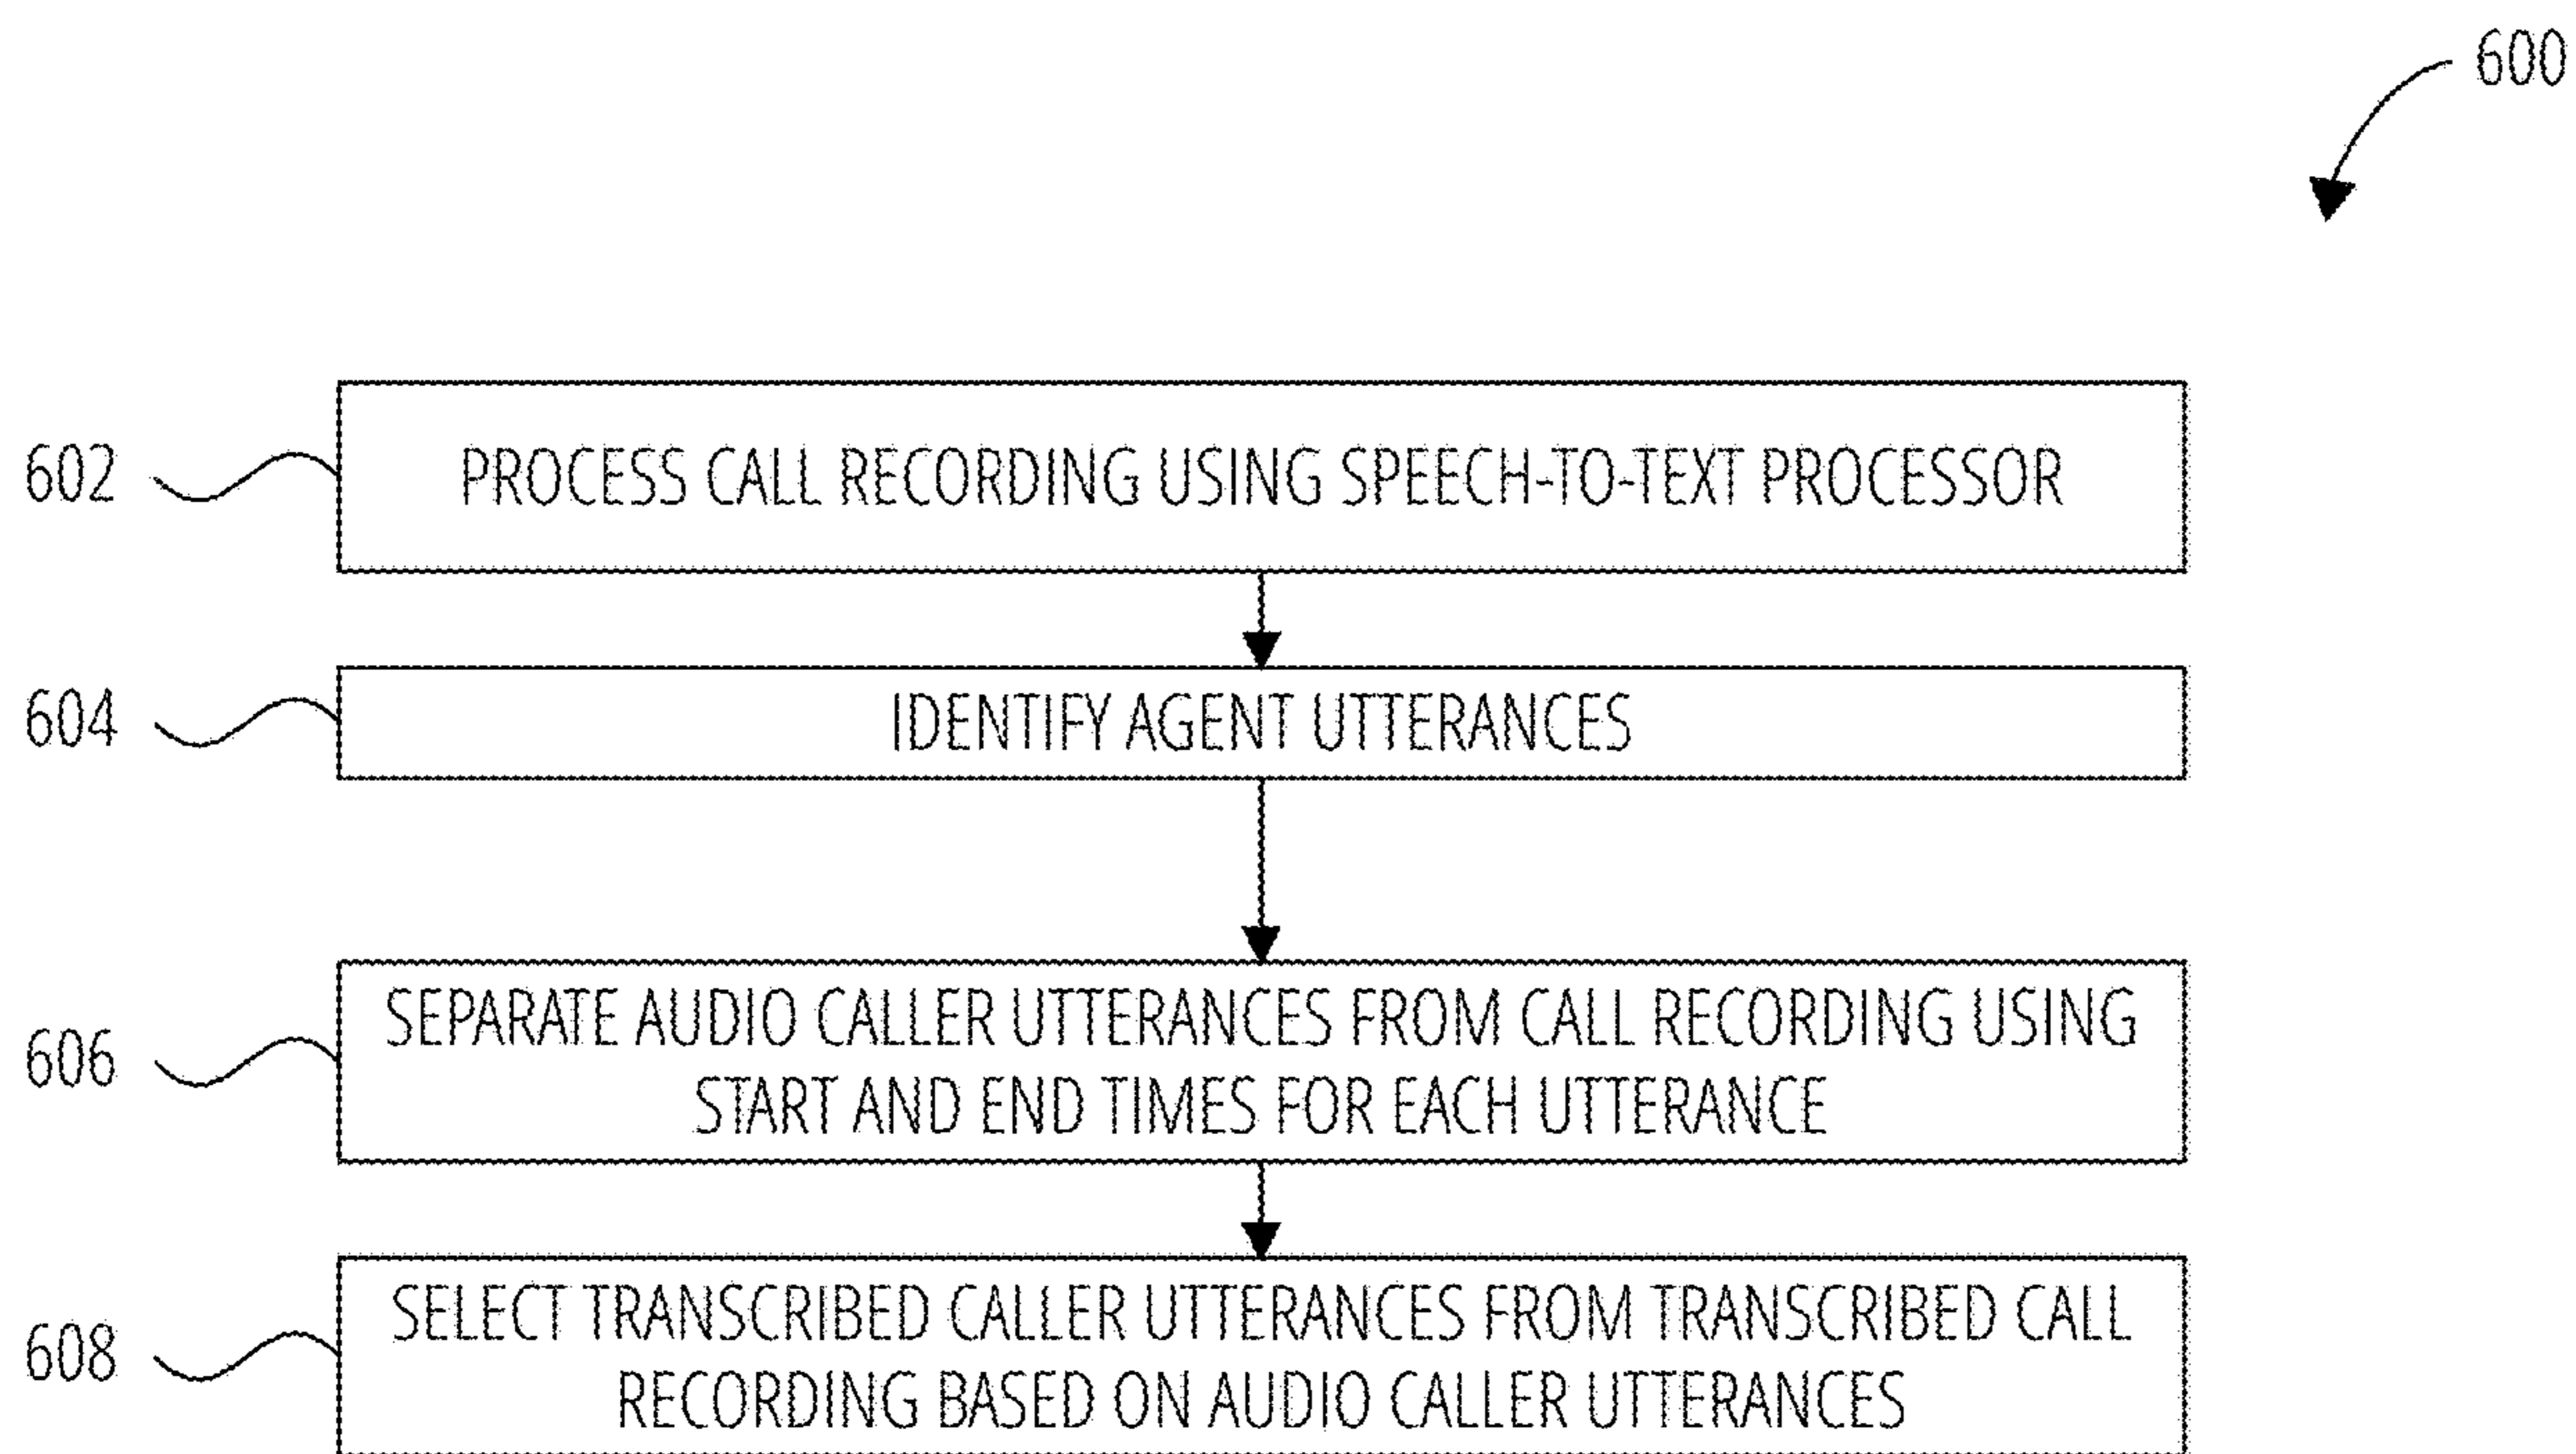 600
602
PROCESS CALL RECORDING USING SPEECH-TO-TEXT PROCESSOR
604
IDENTIFY AGENT UTTERANCES
606
SEPARATE AUDIO CALLER UTTERANCES FROM CALL RECORDING USING
START AND END TIMES FOR EACH UTTERANCE
608
SELECT TRANSCRIBED CALLER UTTERANCES FROM TRANSCRIBED CALL
RECORDING BASED ON AUDIO CALLER UTTERANCES